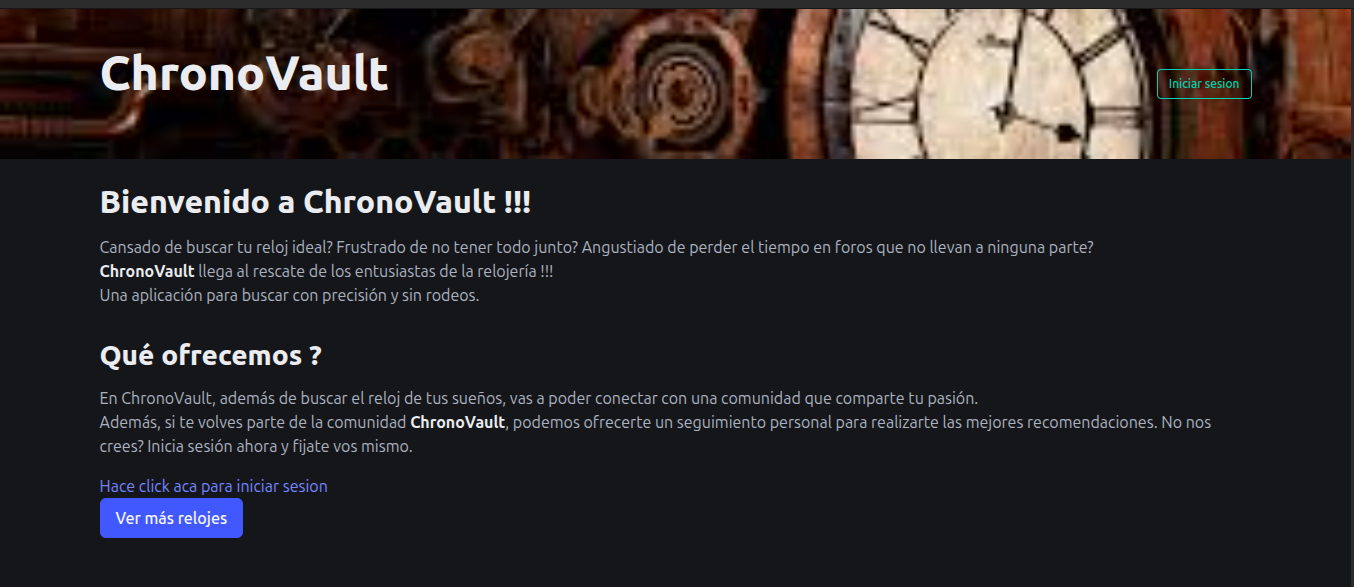 ChronoVault
Iniciar sesion
Bienvenido a ChronoVault !!!
Cansado de buscar tu reloj ideal? Frustrado de no tener todo junto? Angustiado de perder el tiempo en foros que no llevan a ninguna parte?
ChronoVault llega al rescate de los entusiastas de la relojería !!!
Una aplicación para buscar con precisión y sin rodeos.
Qué ofrecemos ?
En ChronoVault, además de buscar el reloj de tus sueños, vas a poder conectar con una comunidad que comparte tu pasión.
Además, si te volves parte de la comunidad ChronoVault, podemos ofrecerte un seguimiento personal para realizarte las mejores recomendaciones. No nos
crees? Inicia sesión ahora y fijate vos mismo.
Hace click aca para iniciar sesion
Ver más relojes